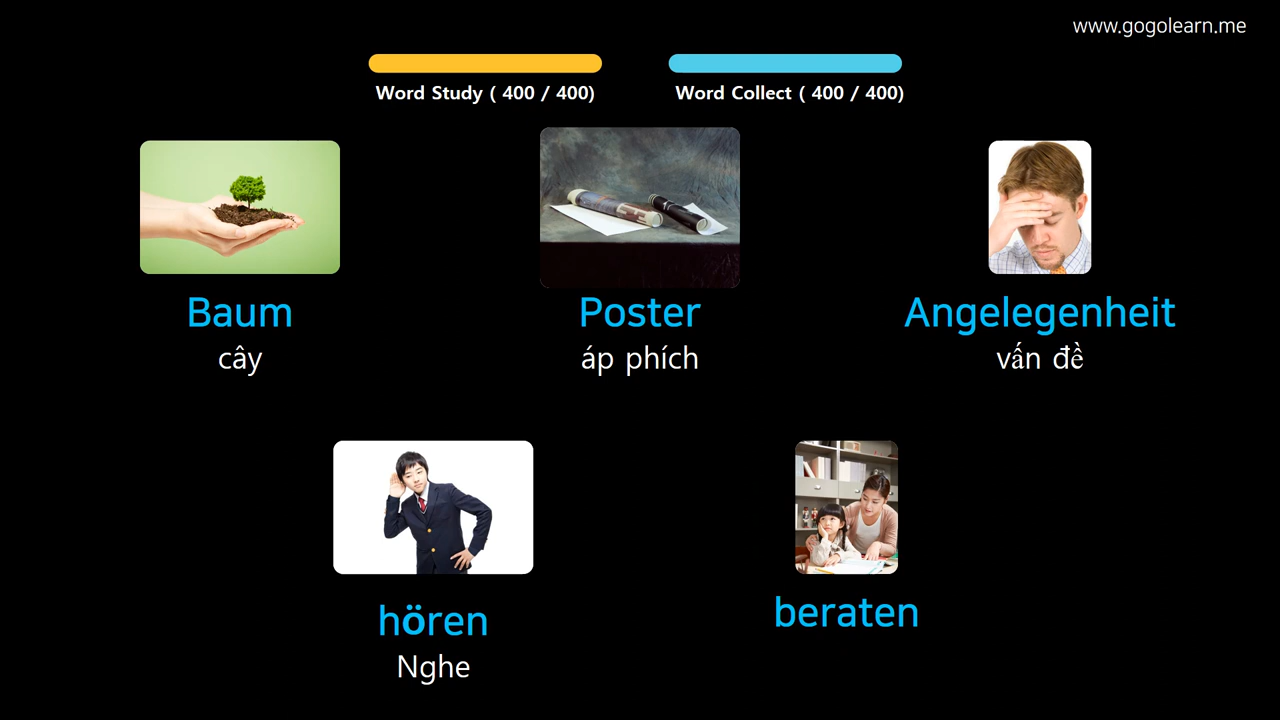 www.gogolearn.me
Word Study ( 400 / 400)
Word Collect ( 400 / 400)
Baum
cây
Poster
áp phích
Angelegenheit
vấn đề
hören
Nghe
beraten